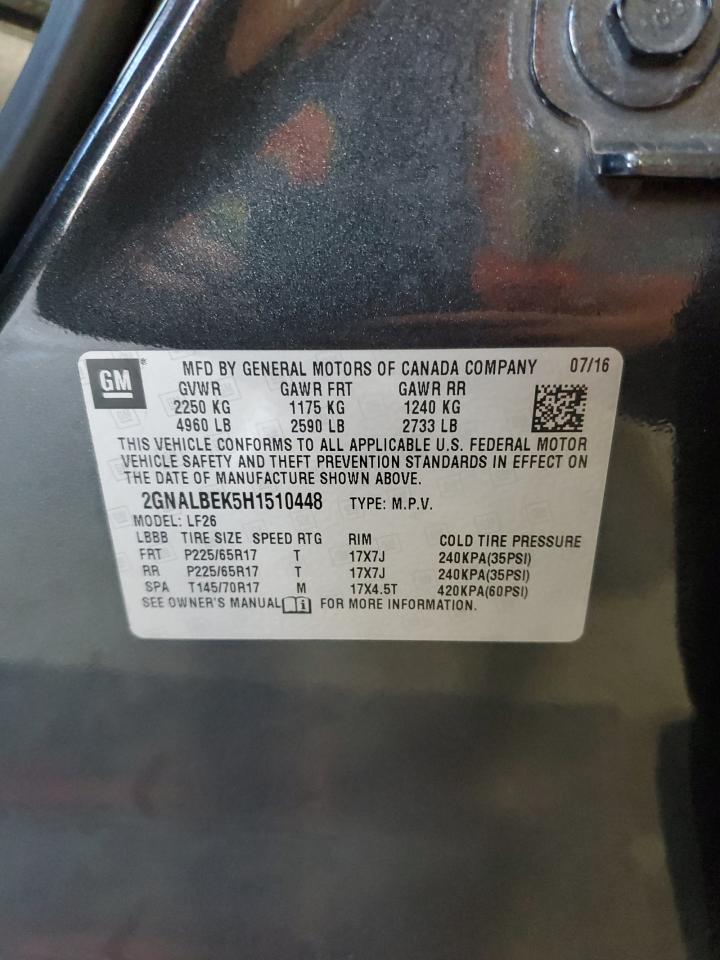 GM
MFD BY GENERAL MOTORS OF CANADA COMPANY 07/16
GVWR GAWR FRT GAWR RR
2250 KG 1175 KG 1240 KG
4960 LB 2590 LB 2733 LB
THIS VEHICLE CONFORMS TO ALL APPLICABLE U.S. FEDERAL MOTOR
VEHICLE SAFETY AND THEFT PREVENTION STANDARDS IN EFFECT ON
THE DATE OF MANUFACTURE SHOWN ABOVE.
2GNALBEK5H1510448 TYPE: M.P.V.
MODEL: LF26
LBBB TIRE SIZE SPEED RTG RIM COLD TIRE PRESSURE
FRT P225/65R17 T 17X7J 240KPA(35PSI)
RR P225/65R17 T 17X7J 240KPA(35PSI)
SPA T145/70R17 M 17X4.5T 420KPA(60PSI)
SEE OWNER'S MANUAL i FOR MORE INFORMATION.